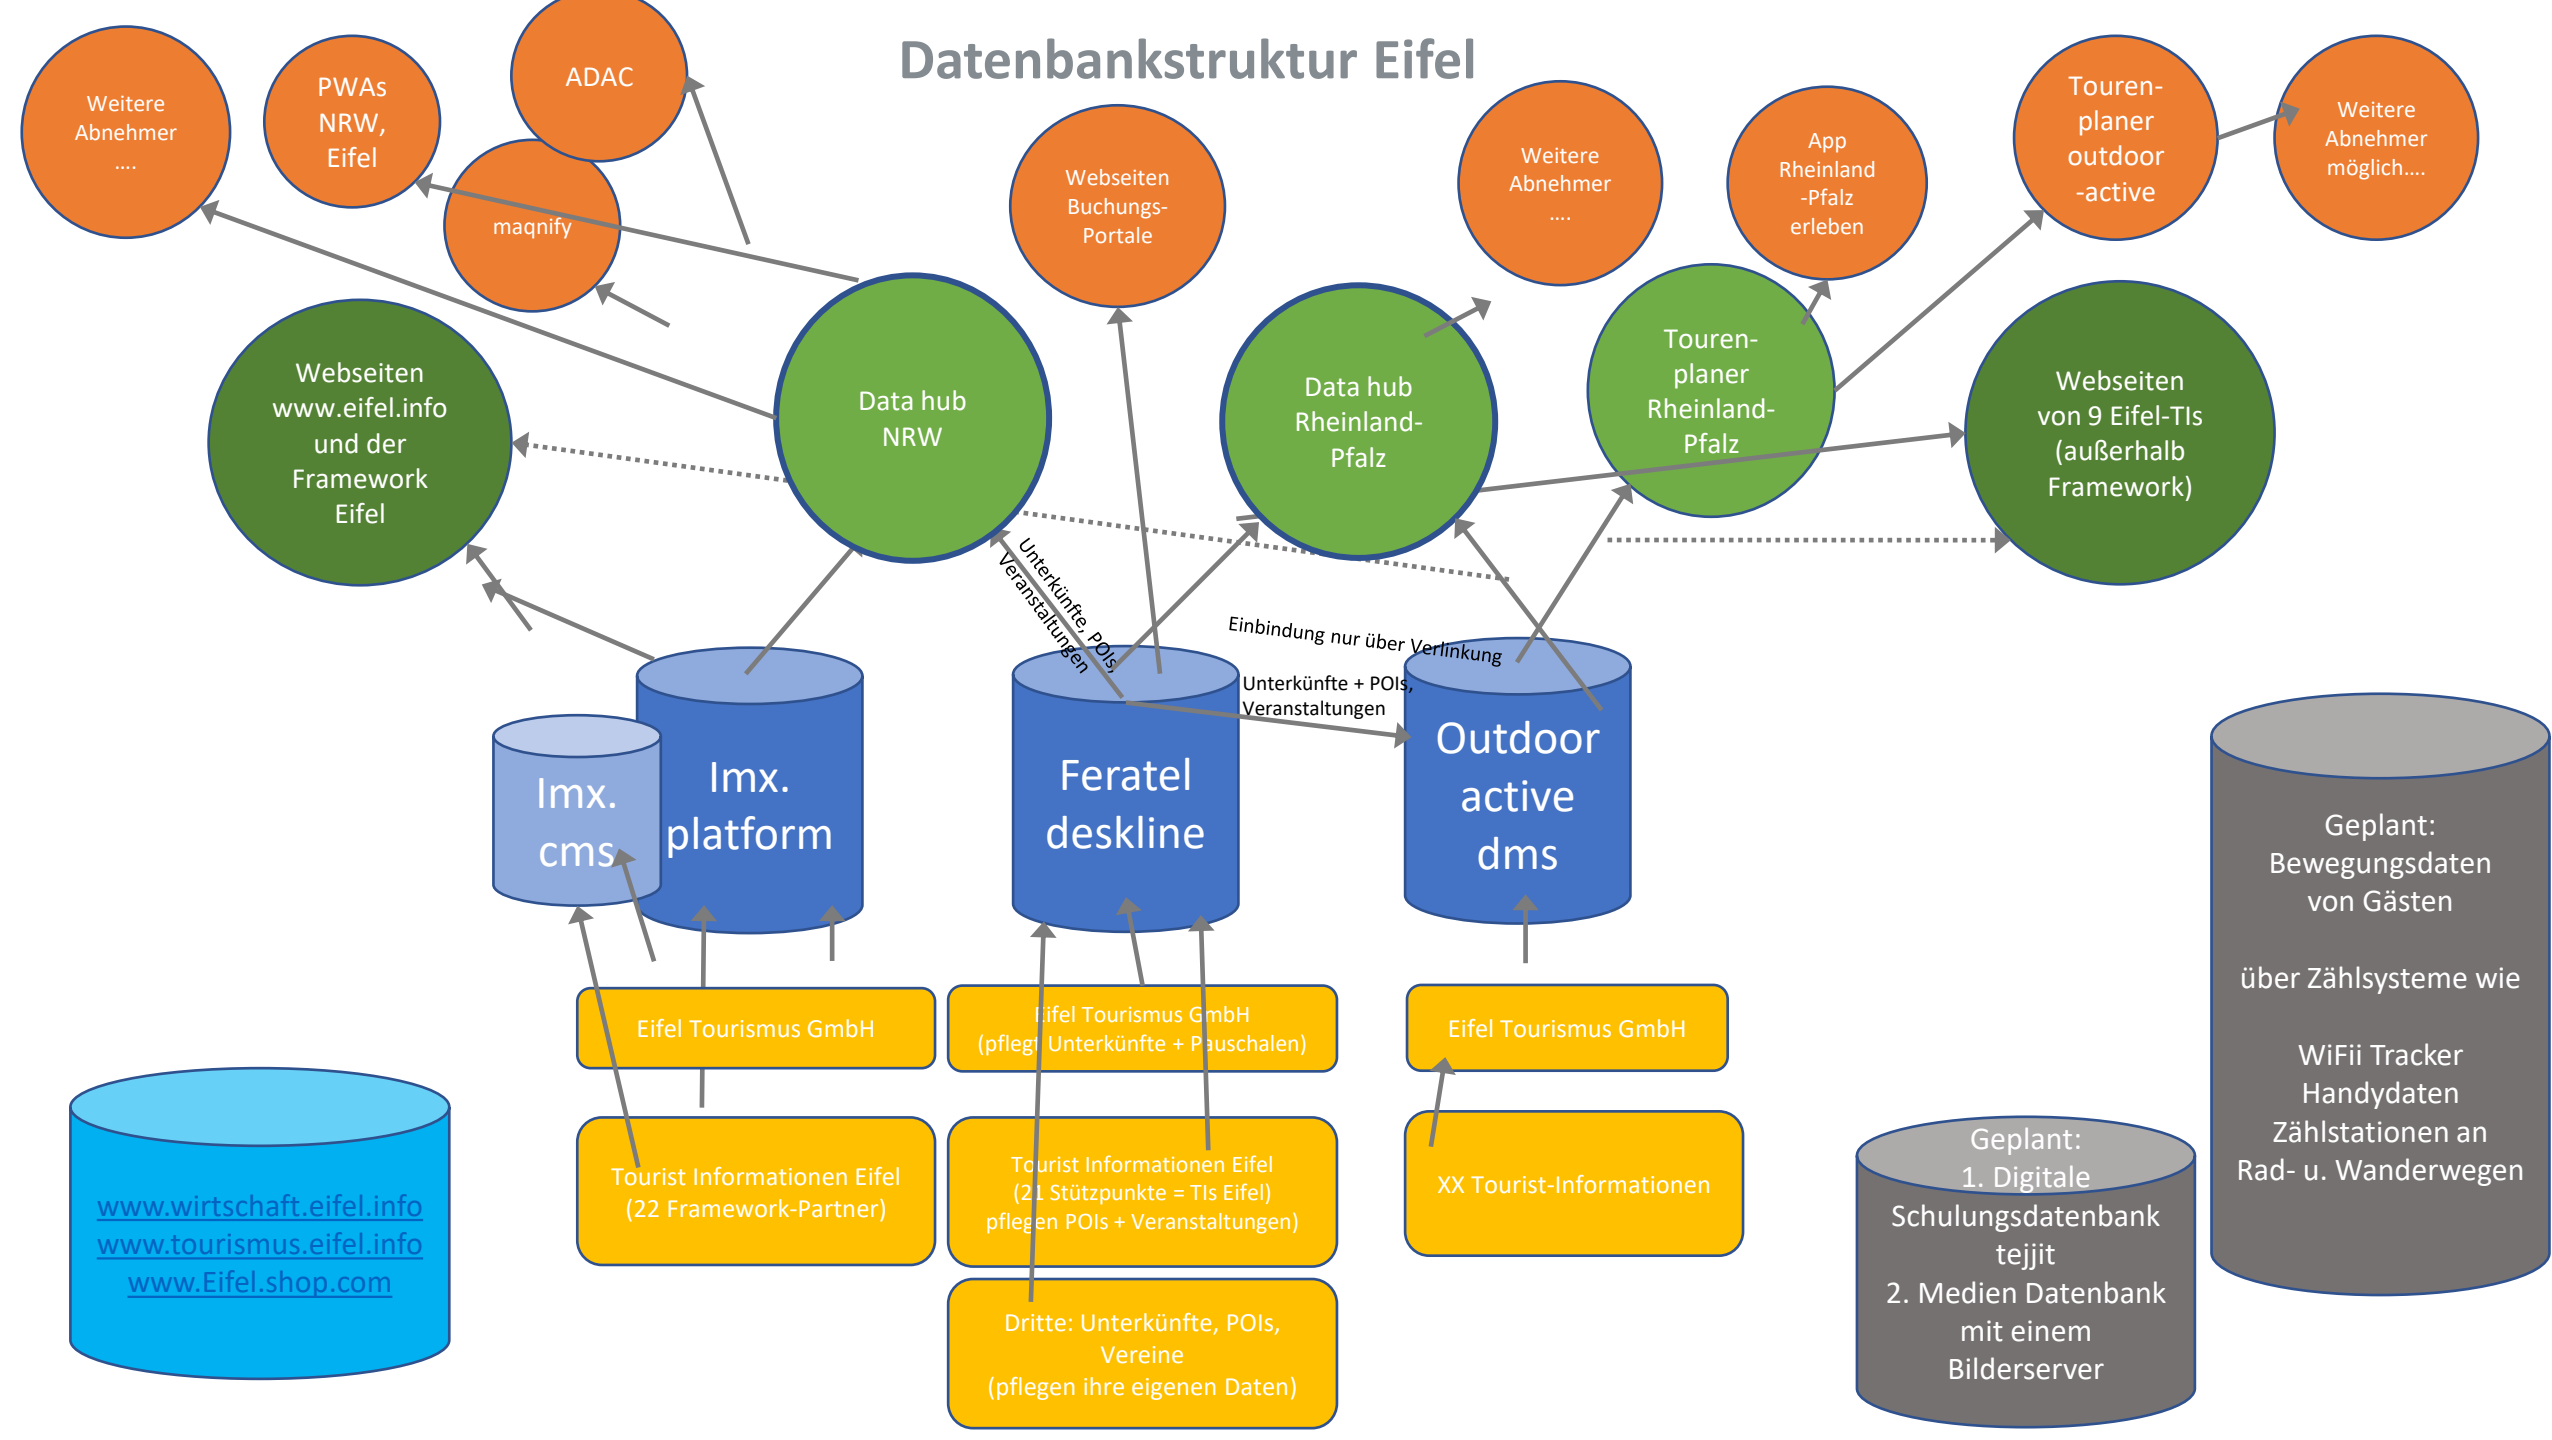 Datenbankstruktur Eifel
Weitere
Abnehmer
....
PWAs
NRW,
Eifel
ADAC
maqnify
Webseiten
Buchungs-
Portale
Weitere
Abnehmer
....
App
Rheinland
-Pfalz
erleben
Touren-
planer
outdoor
-active
Weitere
Abnehmer
möglich....
Webseiten
www.eifel.info
und der
Framework
Eifel
Data hub
NRW
Data hub
Rheinland-
Pfalz
Touren-
planer
Rheinland-
Pfalz
Webseiten
von 9 Eifel-TIs
(außerhalb
Framework)
Unterkünfte, POIs,
Veranstaltungen
Einbindung nur über Verlinkung
Unterkünfte + POIs,
Veranstaltungen
Imx.
cms
Imx.
platform
Feratel
deskline
Outdoor
active
dms
Geplant:
Bewegungsdaten
von Gästen
über Zählsysteme wie
WiFii Tracker
Handydaten
Zählstationen an
Rad- u. Wanderwegen
Eifel Tourismus GmbH
Eifel Tourismus GmbH
(pflegt Unterkünfte + Pauschalen)
Eifel Tourismus GmbH
Tourist Informationen Eifel
(22 Framework-Partner)
Tourist Informationen Eifel
(21 Stützpunkte = TIs Eifel)
pflegen POIs + Veranstaltungen)
XX Tourist-Informationen
Dritte: Unterkünfte, POIs,
Vereine
(pflegen ihre eigenen Daten)
www.wirtschaft.eifel.info
www.tourismus.eifel.info
www.Eifel.shop.com
Geplant:
1. Digitale
Schulungsdatenbank
tejjit
2. Medien Datenbank
mit einem
Bilderserver